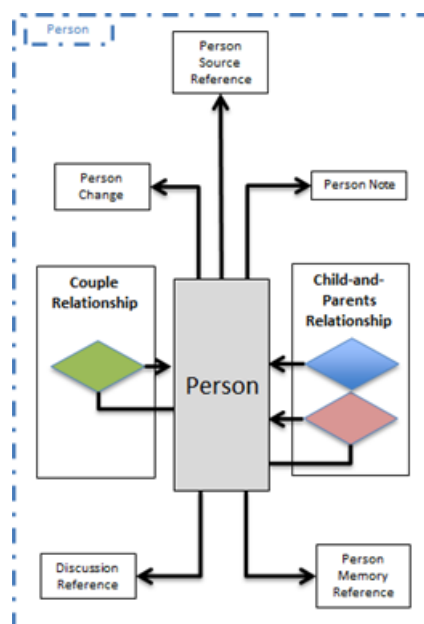 Person
Person
Source
Reference
Person
Change
Person Note
Couple
Relationship
Child-and-
Parents
Relationship
Person
Discussion
Reference
Person
Memory
Reference